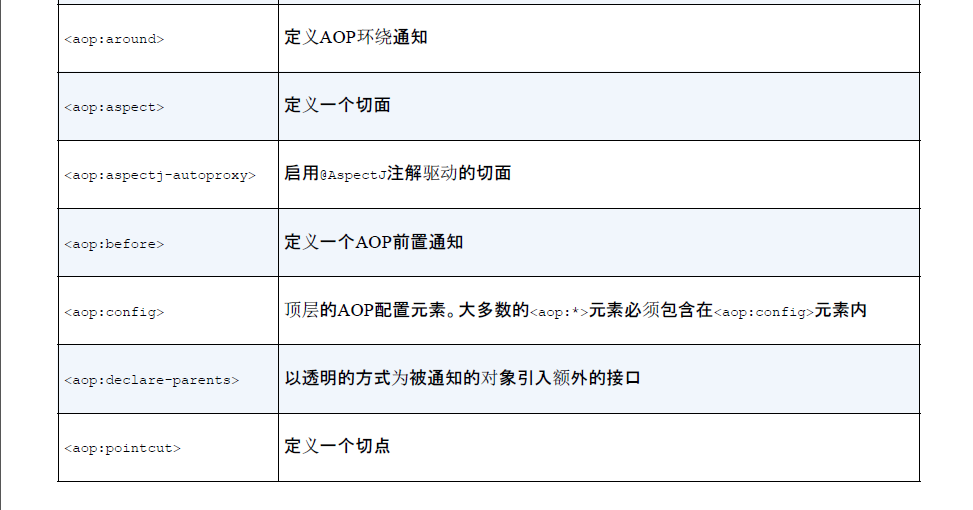 <aop:around> 定义AOP环绕通知
<aop:aspect> 定义一个切面
<aop:aspectj-autoproxy> 启用@AspectJ注解驱动的切面
<aop:before> 定义一个AOP前置通知
<aop:config> 顶层的AOP配置元素。大多数的<aop:*>元素必须包含在<aop:config>元素内
<aop:declare-parents> 以透明的方式为被通知的对象引入额外的接口
<aop:pointcut> 定义一个切点